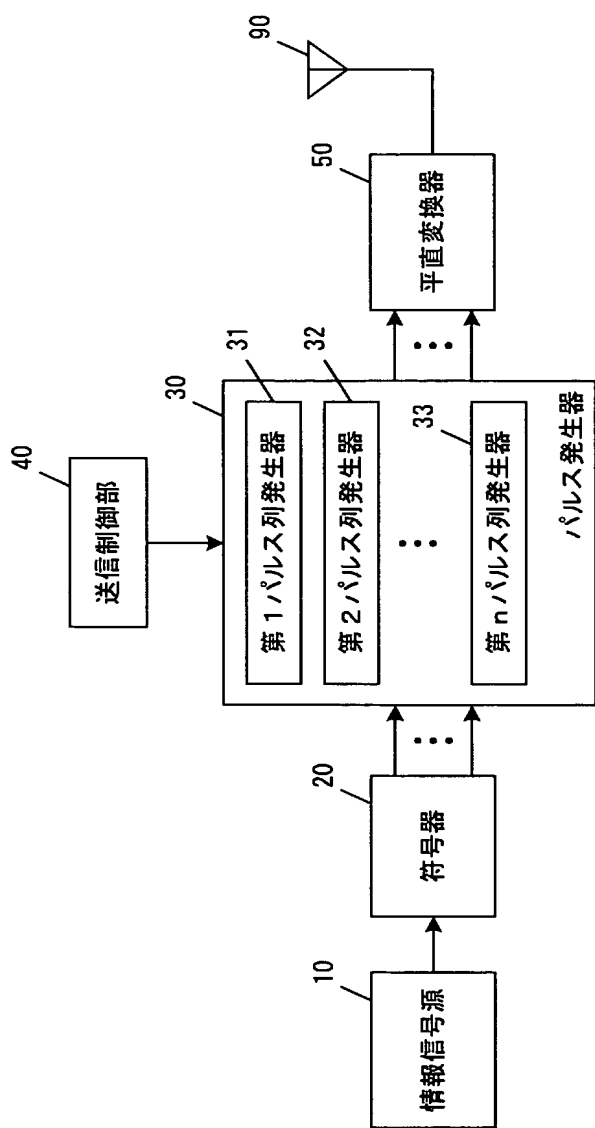 10
情報信号源
20
符号器
40
送信制御部
30
31
第1パルス列発生器
32
第2パルス列発生器
33
第nパルス列発生器
パルス発生器
50
平直変換器
90